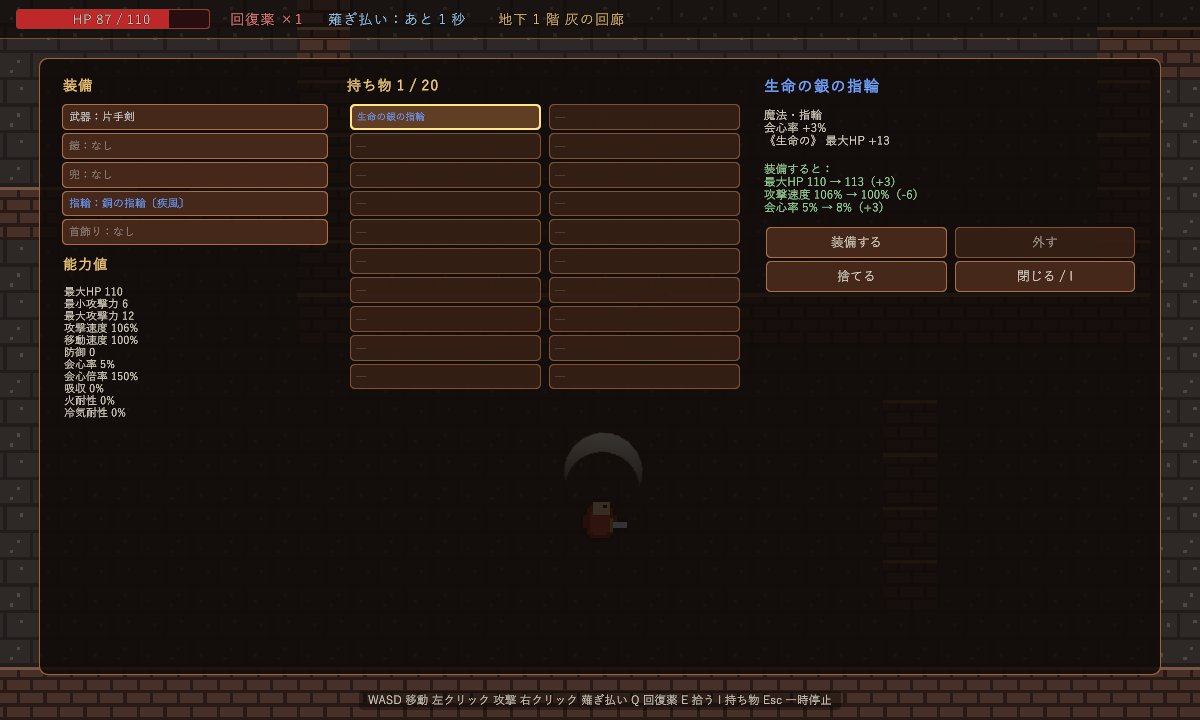 HP 87 / 110 回復薬 ×1 薙ぎ払い：あと 1 秒 地下 1 階 灰の回廊
装備
武器：片手剣
鎧：なし
兜：なし
指輪：銅の指輪〔疾風〕
首飾り：なし
能力値
最大HP 110
最小攻撃力 6
最大攻撃力 12
攻撃速度 106%
移動速度 100%
防御 0
会心率 5%
会心倍率 150%
吸収 0%
火耐性 0%
冷気耐性 0%
持ち物 1 / 20
生命の銀の指輪 —
— —
— —
— —
— —
— —
— —
— —
— —
— —
生命の銀の指輪
魔法・指輪
会心率 +3%
《生命の》 最大HP +13
装備すると：
最大HP 110 → 113（+3）
攻撃速度 106% → 100%（-6）
会心率 5% → 8%（+3）
装備する 外す
捨てる 閉じる / I
WASD 移動 左クリック 攻撃 右クリック 薙ぎ払い Q 回復薬 E 拾う I 持ち物 Esc 一時停止